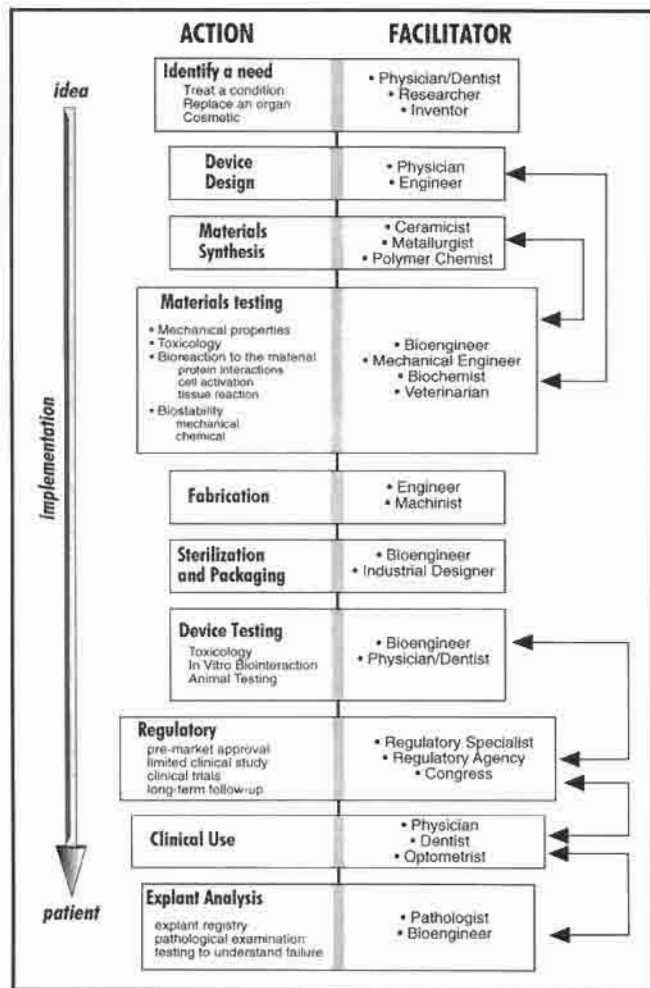 ACTION
FACILITATOR
idea
Implementation
patient
Identify a need
Treat a condition
Replace an organ
Cosmetic
• Physician/Dentist
• Researcher
• Inventor
Device
Design
• Physician
• Engineer
Materials
Synthesis
• Ceramicist
• Metallurgist
• Polymer Chemist
Materials testing
• Mechanical properties
• Toxicology
• Bioreaction to the material
protein interactions
cell activation
tissue reaction
• Biostability
mechanical
chemical
• Bioengineer
• Mechanical Engineer
• Biochemist
• Veterinarian
Fabrication
• Engineer
• Machinist
Sterilization
and Packaging
• Bioengineer
• Industrial Designer
Device Testing
Toxicology
In Vitro Biointeraction
Animal Testing
• Bioengineer
• Physician/Dentist
Regulatory
pre-market approval
limited clinical study
clinical trials
long-term follow-up
• Regulatory Specialist
• Regulatory Agency
• Congress
Clinical Use
• Physician
• Dentist
• Optometrist
Explant Analysis
explant registry
pathological examination
testing to understand failure
• Pathologist
• Bioengineer